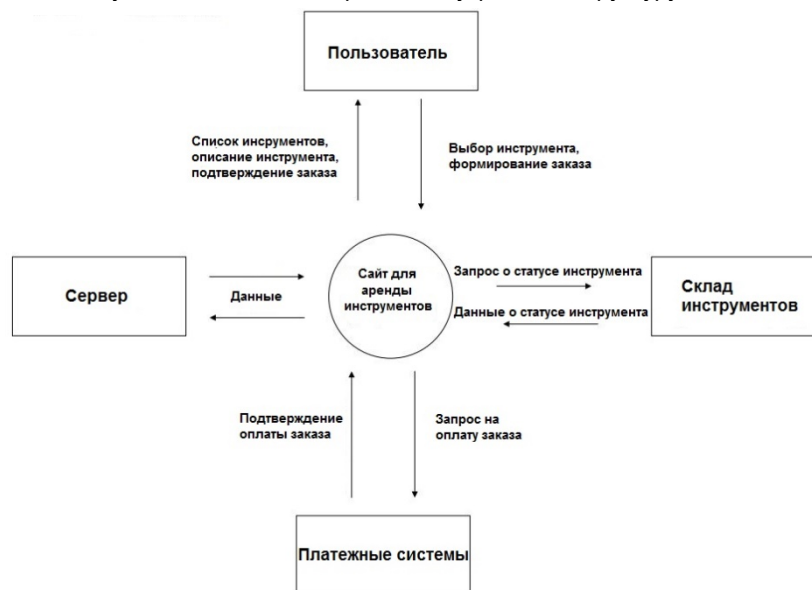 Пользователь
Список инсрументов,
описание инструмента,
подтверждение заказа
Выбор инструмента,
формирование заказа
Сервер
Данные
Сайт для
аренды
инструментов
Запрос о статусе инструмента
Данные о статусе инструмента
Склад
инструментов
Подтверждение
оплаты заказа
Запрос на
оплату заказа
Платежные системы